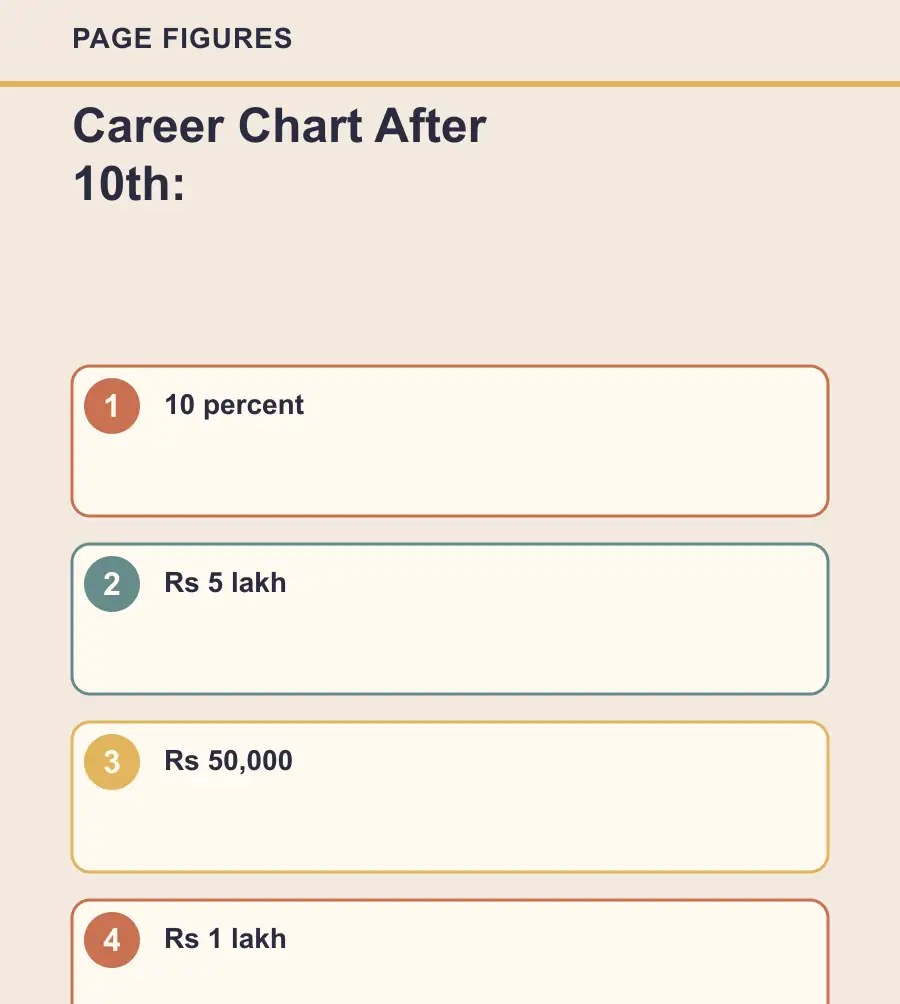 PAGE FIGURES
Career Chart After
10th:
1
10 percent
2
Rs 5 lakh
3
Rs 50,000
4
Rs 1 lakh